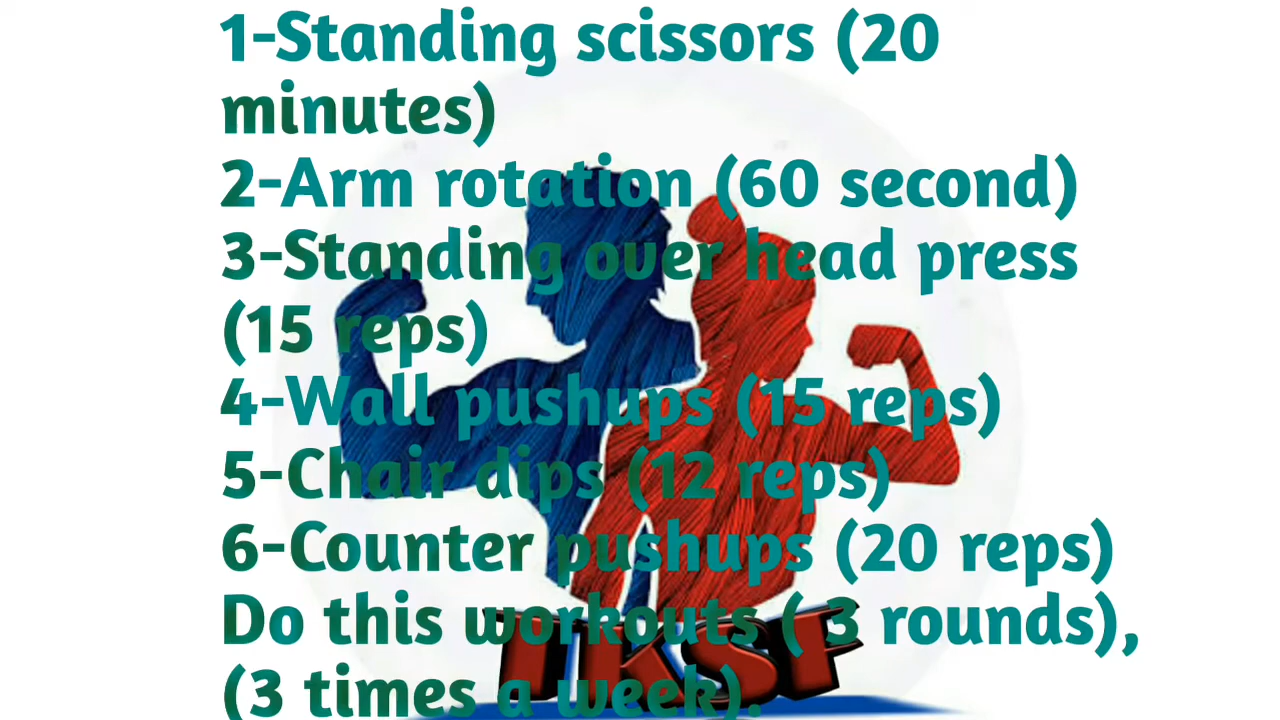 1-Standing scissors (20
minutes)
2-Arm rotation (60 second)
3-Standing over head press
(15 reps)
4-Wall pushups (15 reps)
5-Chair dips (12 reps)
6-Counter pushups (20 reps)
Do this workouts ( 3 rounds),
(3 times a week).